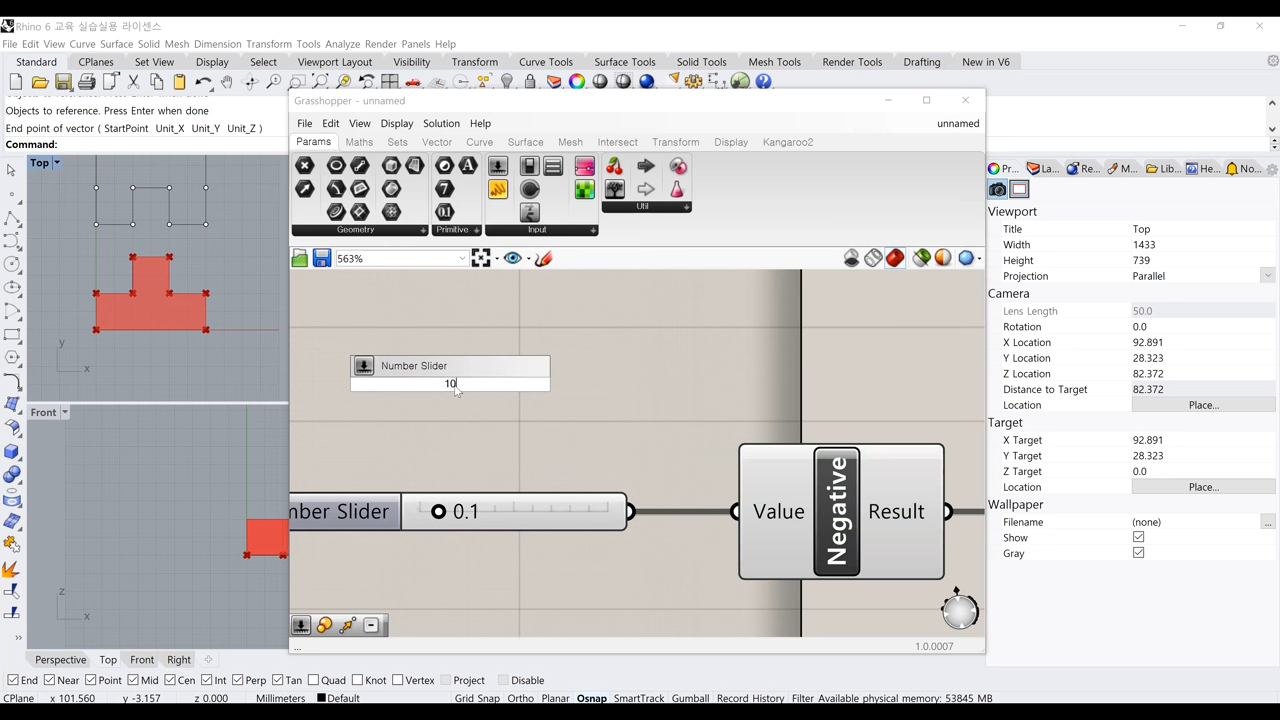 Rhino 6 교육 실습실용 라이센스
File Edit View Curve Surface Solid Mesh Dimension Transform Tools Analyze Render Panels Help
Standard CPlanes Set View Display Select Viewport Layout Visibility Transform Curve Tools Surface Tools Solid Tools Mesh Tools Render Tools Drafting New in V6
Objects to reference. Press Enter when done
End point of vector ( StartPoint Unit_X Unit_Y Unit_Z )
Command:
Top
y
x
Front
z
x
Grasshopper - unnamed
File Edit View Display Solution Help
unnamed
Params Maths Sets Vector Curve Surface Mesh Intersect Transform Display Kangaroo2
Geometry Primitive Input Util
563%
Number Slider
10
mber Slider
0.1
Value
Negative
Result
...
1.0.0007
Pr... La... Re... M... Lib... He... No...
Viewport
Title Top
Width 1433
Height 739
Projection Parallel
Camera
Lens Length 50.0
Rotation 0.0
X Location 92.891
Y Location 28.323
Z Location 82.372
Distance to Target 82.372
Location Place...
Target
X Target 92.891
Y Target 28.323
Z Target 0.0
Location Place...
Wallpaper
Filename (none) ...
Show
Gray
Perspective Top Front Right
End Near Point Mid Cen Int Perp Tan Quad Knot Vertex Project Disable
CPlane x 101.560 y -3.157 z 0.000 Millimeters Default Grid Snap Ortho Planar Osnap SmartTrack Gumball Record History Filter Available physical memory: 53845 MB